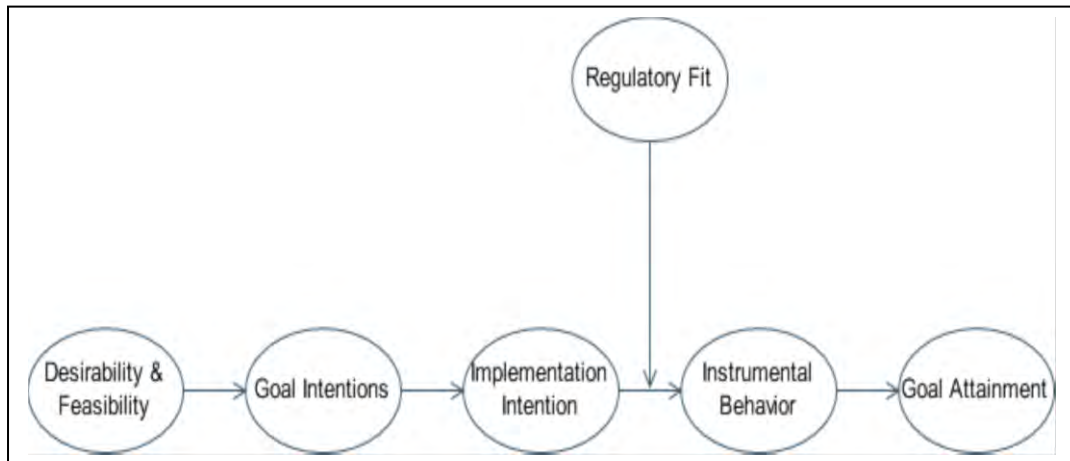 Regulatory Fit
Desirability &
Feasibility
Goal Intentions
Implementation
Intention
Instrumental
Behavior
Goal Attainment